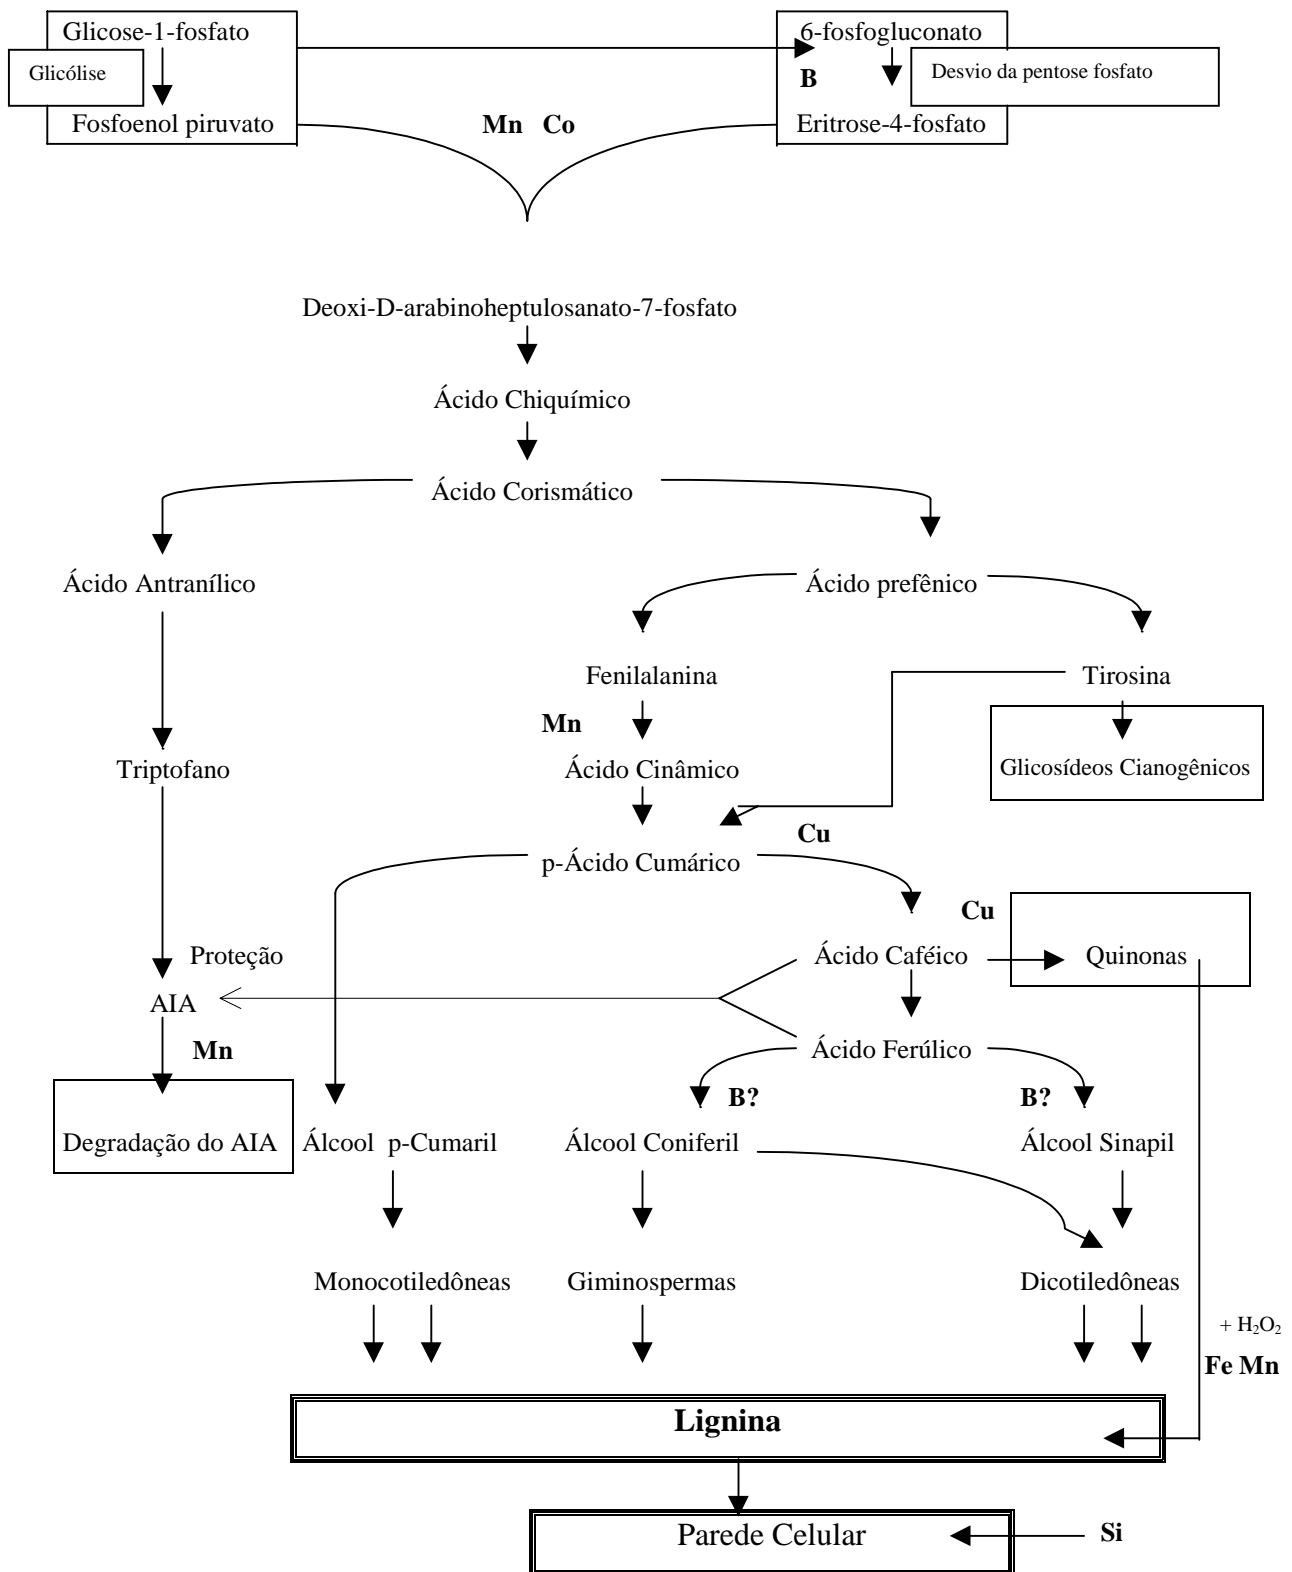 Glicose-1-fosfato
6-fosfogluconato
Glicólise
B
Desvio da pentose fosfato
Fosfoenol piruvato
Mn Co
Eritrose-4-fosfato
Deoxi-D-arabinoheptulosanato-7-fosfato
Ácido Chiquímico
Ácido Corismático
Ácido Antranílico
Ácido prefênico
Fenilalanina
Tirosina
Mn
Triptofano
Ácido Cinâmico
Glicosídeos Cianogênicos
Cu
p-Ácido Cumárico
Cu
Proteção
Ácido Caféico
Quinonas
AIA
Mn
Ácido Ferúlico
B?
B?
Degradação do AIA
Álcool p-Cumaril
Álcool Coniferil
Álcool Sinapil
Monocotiledôneas
Giminospermas
Dicotiledôneas
+ H₂O₂
Fe Mn
Lignina
Parede Celular
Si